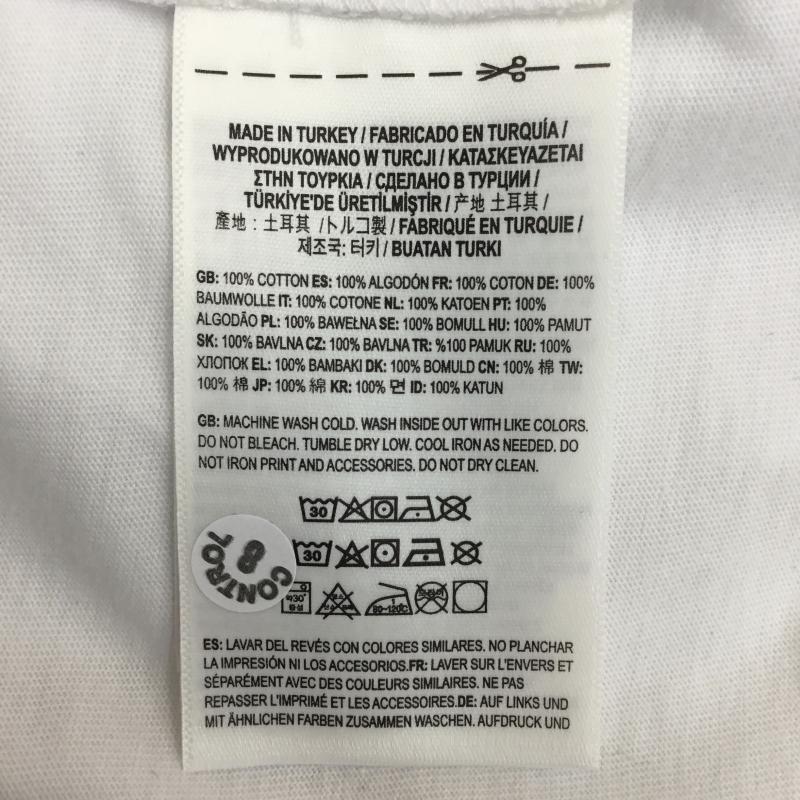 MADE IN TURKEY / FABRICADO EN TURQUÍA /
WYPRODUKOWANO W TURCJI / ΚΑΤΑΣΚΕΥΑΖΕΤΑΙ
ΣΤΗΝ ΤΟΥΡΚΙΑ / СДЕЛАНО В ТУРЦИИ /
TÜRKİYE'DE ÜRETİLMİŞTİR / 产地 土耳其 /
產地 : 土耳其 / トルコ製 / FABRIQUÉ EN TURQUIE /
제조국: 터키 / BUATAN TURKI
GB: 100% COTTON ES: 100% ALGODÓN FR: 100% COTON DE: 100%
BAUMWOLLE IT: 100% COTONE NL: 100% KATOEN PT: 100%
ALGODÃO PL: 100% BAWEŁNA SE: 100% BOMULL HU: 100% PAMUT
SK: 100% BAVLNA CZ: 100% BAVLNA TR: %100 PAMUK RU: 100%
ХЛОПОК EL: 100% ΒΑΜΒΑΚΙ DK: 100% BOMULD CN: 100% 棉 TW:
100% 棉 JP: 100% 綿 KR: 100% 면 ID: 100% KATUN
GB: MACHINE WASH COLD. WASH INSIDE OUT WITH LIKE COLORS.
DO NOT BLEACH. TUMBLE DRY LOW. COOL IRON AS NEEDED. DO
NOT IRON PRINT AND ACCESSORIES. DO NOT DRY CLEAN.
30
30
CONTROL
8
80-120°C
ES: LAVAR DEL REVÉS CON COLORES SIMILARES. NO PLANCHAR
LA IMPRESIÓN NI LOS ACCESORIOS.FR: LAVER SUR L'ENVERS ET
SÉPARÉMENT AVEC DES COULEURS SIMILAIRES. NE PAS
REPASSER L'IMPRIMÉ ET LES ACCESSOIRES.DE: AUF LINKS UND
MIT ÄHNLICHEN FARBEN ZUSAMMEN WASCHEN. AUFDRUCK UND